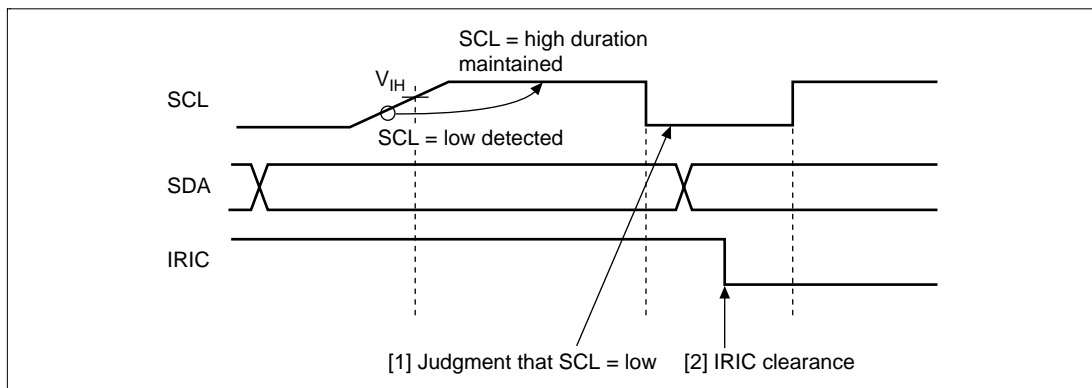 SCL = high duration
maintained
VIH
SCL
SCL = low detected
SDA
IRIC
[1] Judgment that SCL = low
[2] IRIC clearance